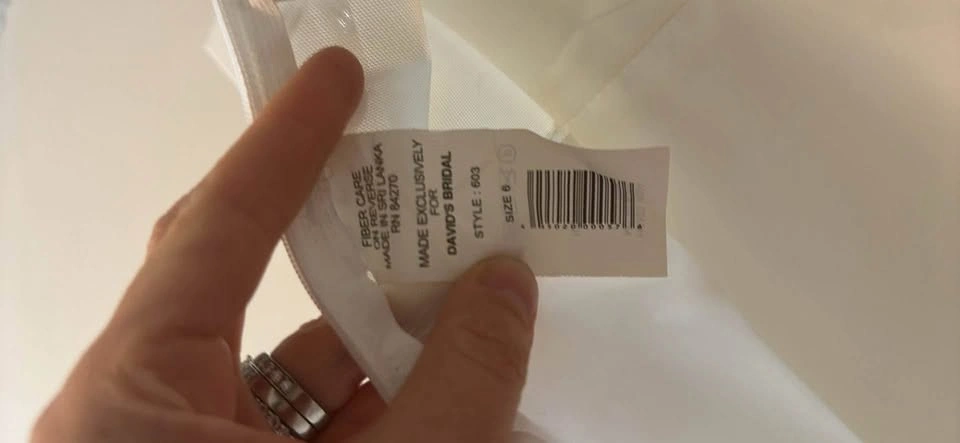 FIBER CARE
ON REVERSE
MADE IN SRI LANKA
RN 84270
MADE EXCLUSIVELY
FOR
DAVID'S BRIDAL
STYLE : 603
SIZE 6